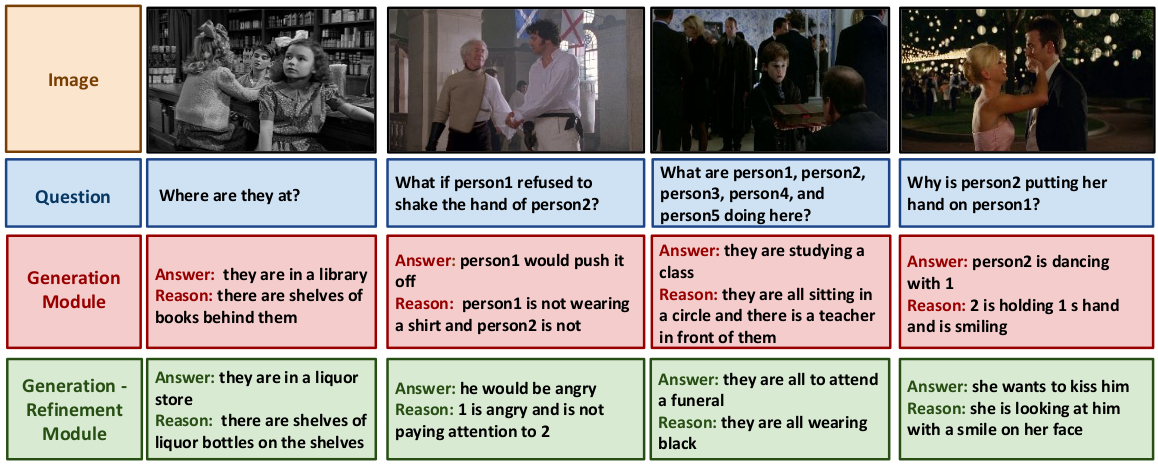 Image
Question
Where are they at?
What if person1 refused to
shake the hand of person2?
What are person1, person2,
person3, person4, and
person5 doing here?
Why is person2 putting her
hand on person1?
Generation
Module
Answer: they are in a library
Reason: there are shelves of
books behind them
Answer: person1 would push it
off
Reason: person1 is not wearing
a shirt and person2 is not
Answer: they are studying a
class
Reason: they are all sitting in
a circle and there is a teacher
in front of them
Answer: person2 is dancing
with 1
Reason: 2 is holding 1 s hand
and is smiling
Generation -
Refinement
Module
Answer: they are in a liquor
store
Reason: there are shelves of
liquor bottles on the shelves
Answer: he would be angry
Reason: 1 is angry and is not
paying attention to 2
Answer: they are all to attend
a funeral
Reason: they are all wearing
black
Answer: she wants to kiss him
Reason: she is looking at him
with a smile on her face